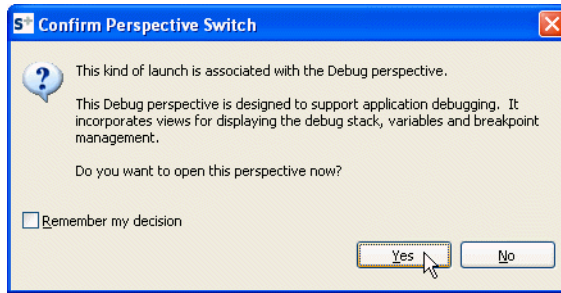 S+ Confirm Perspective Switch
This kind of launch is associated with the Debug perspective.
This Debug perspective is designed to support application debugging. It
incorporates views for displaying the debug stack, variables and breakpoint
management.
Do you want to open this perspective now?
Remember my decision
Yes No